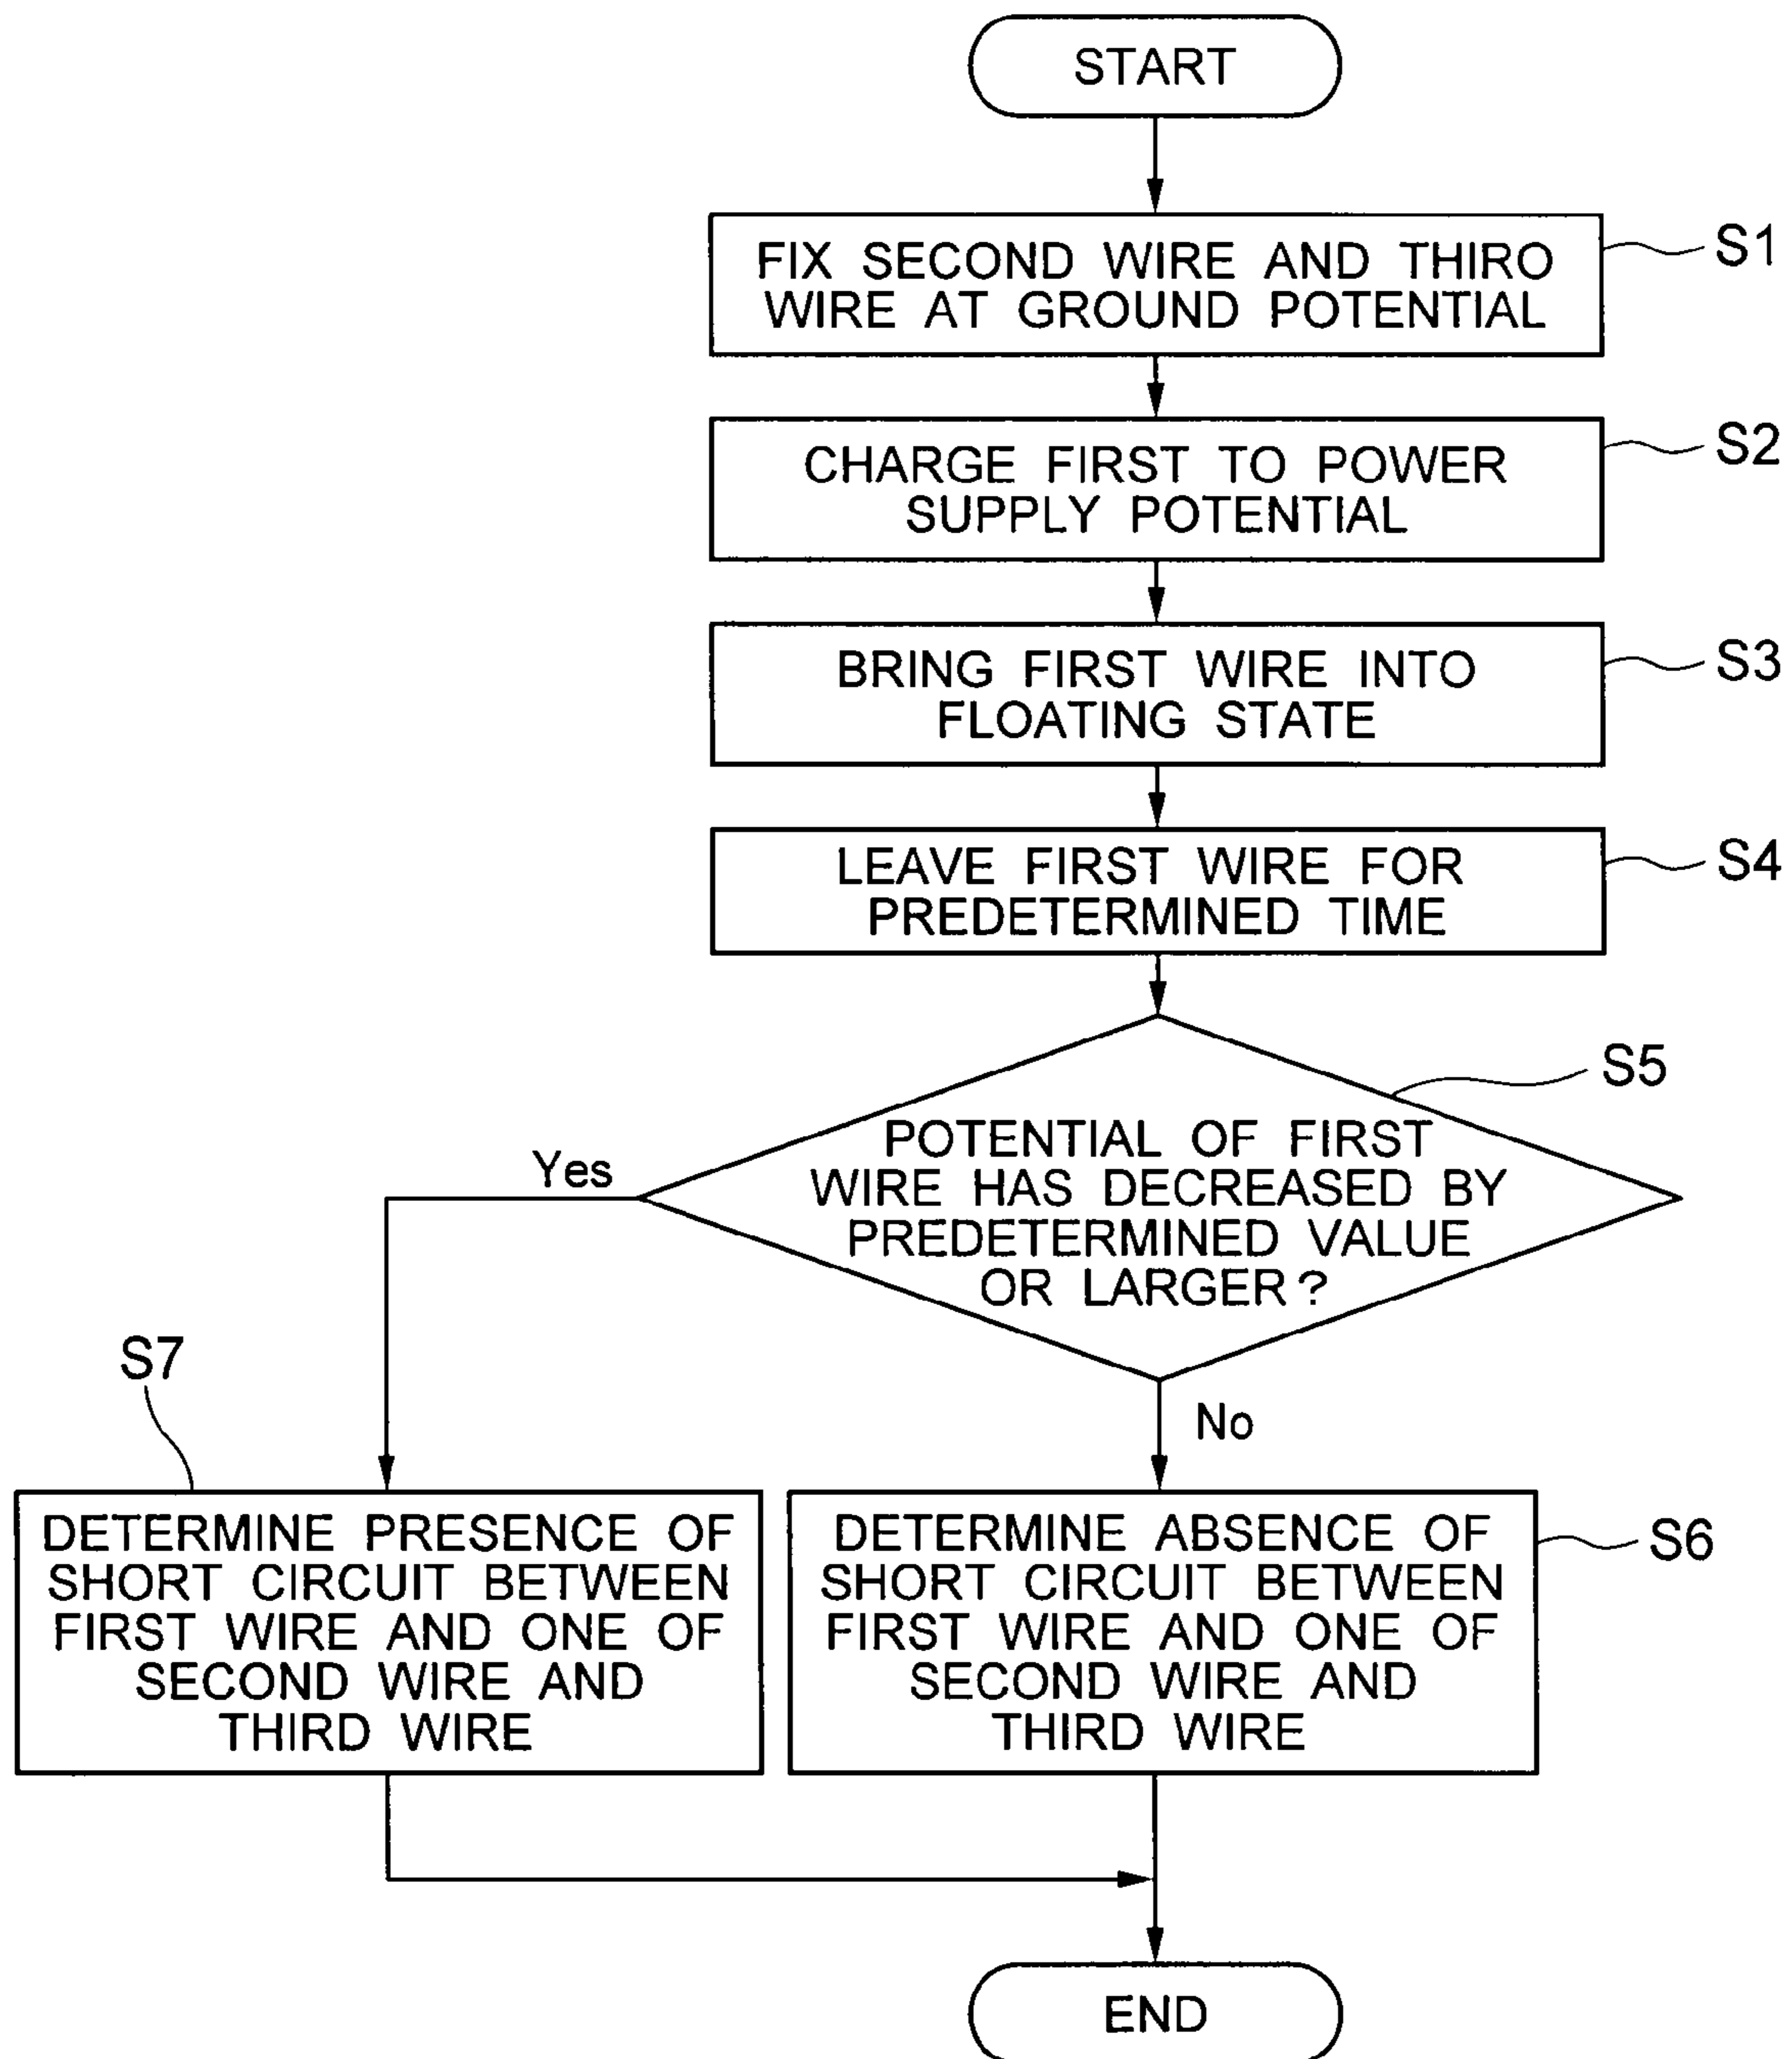 START
FIX SECOND WIRE AND THIRO
WIRE AT GROUND POTENTIAL
S1
CHARGE FIRST TO POWER
SUPPLY POTENTIAL
S2
BRING FIRST WIRE INTO
FLOATING STATE
S3
LEAVE FIRST WIRE FOR
PREDETERMINED TIME
S4
S5
POTENTIAL OF FIRST
WIRE HAS DECREASED BY
PREDETERMINED VALUE
OR LARGER?
Yes
No
S7
DETERMINE PRESENCE OF
SHORT CIRCUIT BETWEEN
FIRST WIRE AND ONE OF
SECOND WIRE AND
THIRD WIRE
DETERMINE ABSENCE OF
SHORT CIRCUIT BETWEEN
FIRST WIRE AND ONE OF
SECOND WIRE AND
THIRD WIRE
S6
END